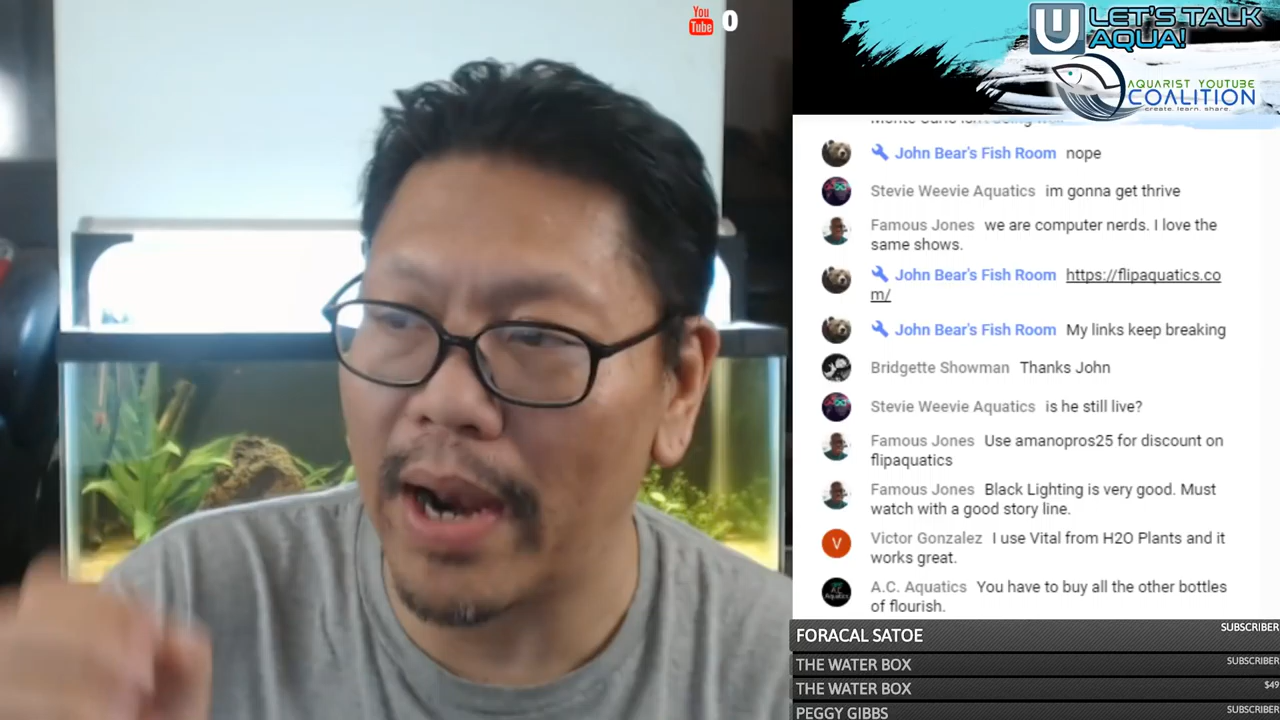 You
Tube 0
LET'S TALK
AQUA!
AQUARIST YOUTUBE
COALITION
create. learn. share.
John Bear's Fish Room nope
Stevie Weevie Aquatics im gonna get thrive
Famous Jones we are computer nerds. I love the
same shows.
John Bear's Fish Room https://flipaquatics.co
m/
John Bear's Fish Room My links keep breaking
Bridgette Showman Thanks John
Stevie Weevie Aquatics is he still live?
Famous Jones Use amanopros25 for discount on
flipaquatics
Famous Jones Black Lighting is very good. Must
watch with a good story line.
V Victor Gonzalez I use Vital from H2O Plants and it
works great.
A.C. Aquatics You have to buy all the other bottles
of flourish.
FORACAL SATOE SUBSCRIBER
THE WATER BOX SUBSCRIBER
THE WATER BOX $49
PEGGY GIBBS SUBSCRIBER